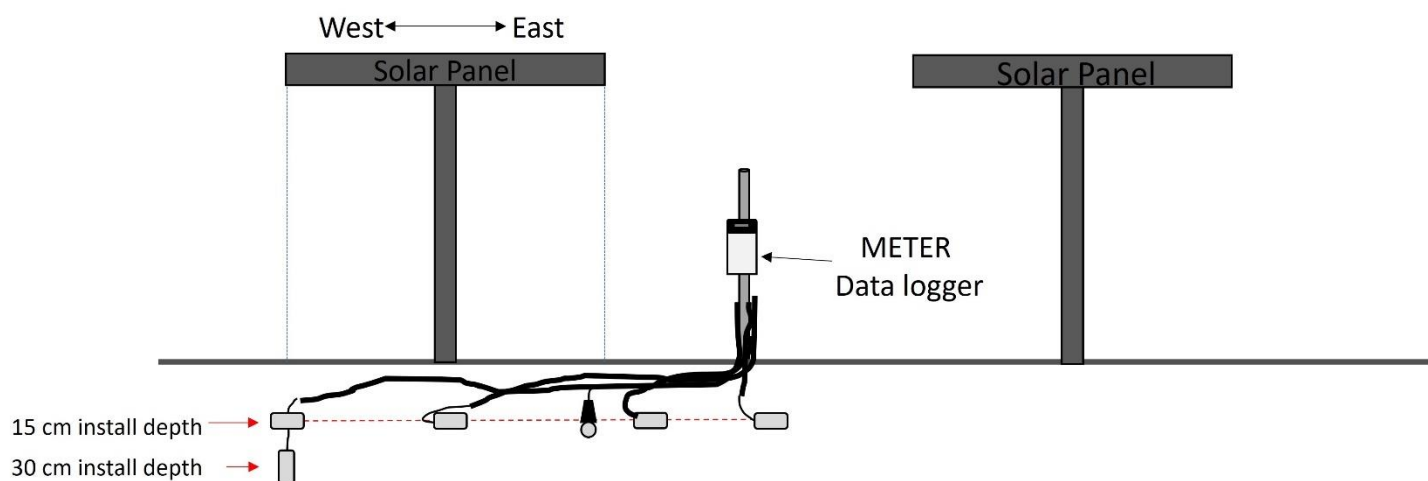 West East
Solar Panel
Solar Panel
METER
Data logger
15 cm install depth
30 cm install depth